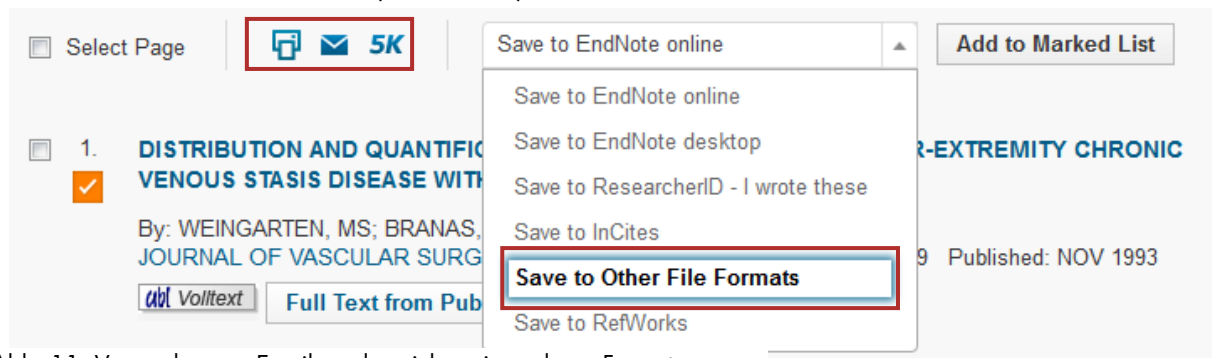 Select Page
5K
Save to EndNote online
Add to Marked List
Save to EndNote online
Save to EndNote desktop
Save to ResearcherID - I wrote these
Save to InCites
Save to Other File Formats
Save to RefWorks
1.
DISTRIBUTION AND QUANTIFIC
R-EXTREMITY CHRONIC
VENOUS STASIS DISEASE WITH
By: WEINGARTEN, MS; BRANAS,
JOURNAL OF VASCULAR SURG
9 Published: NOV 1993
ubl Volltext
Full Text from Pub